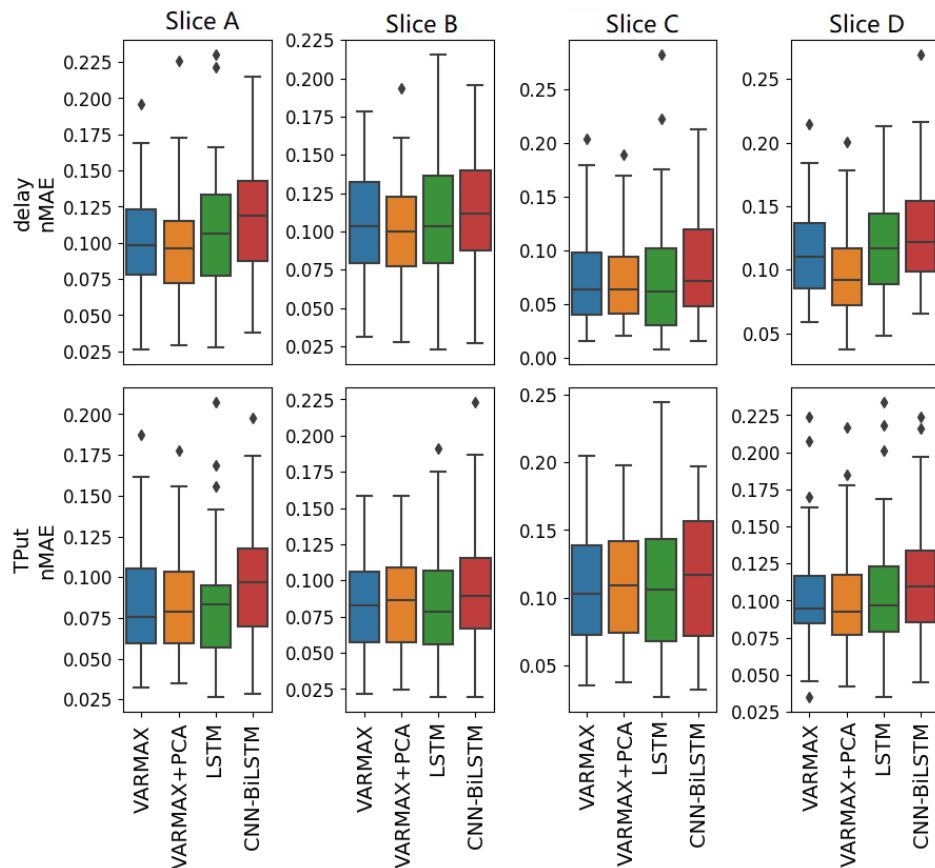 Slice A
Slice B
Slice C
Slice D
delay
nMAE
0.225
0.200
0.175
0.150
0.125
0.100
0.075
0.050
0.025
0.225
0.200
0.175
0.150
0.125
0.100
0.075
0.050
0.025
0.25
0.20
0.15
0.10
0.05
0.00
0.25
0.20
0.15
0.10
0.05
TPut
nMAE
0.200
0.175
0.150
0.125
0.100
0.075
0.050
0.025
0.225
0.200
0.175
0.150
0.125
0.100
0.075
0.050
0.025
0.25
0.20
0.15
0.10
0.05
0.225
0.200
0.175
0.150
0.125
0.100
0.075
0.050
0.025
VARMAX
VARMAX+PCA
LSTM
CNN-BiLSTM
VARMAX
VARMAX+PCA
LSTM
CNN-BiLSTM
VARMAX
VARMAX+PCA
LSTM
CNN-BiLSTM
VARMAX
VARMAX+PCA
LSTM
CNN-BiLSTM